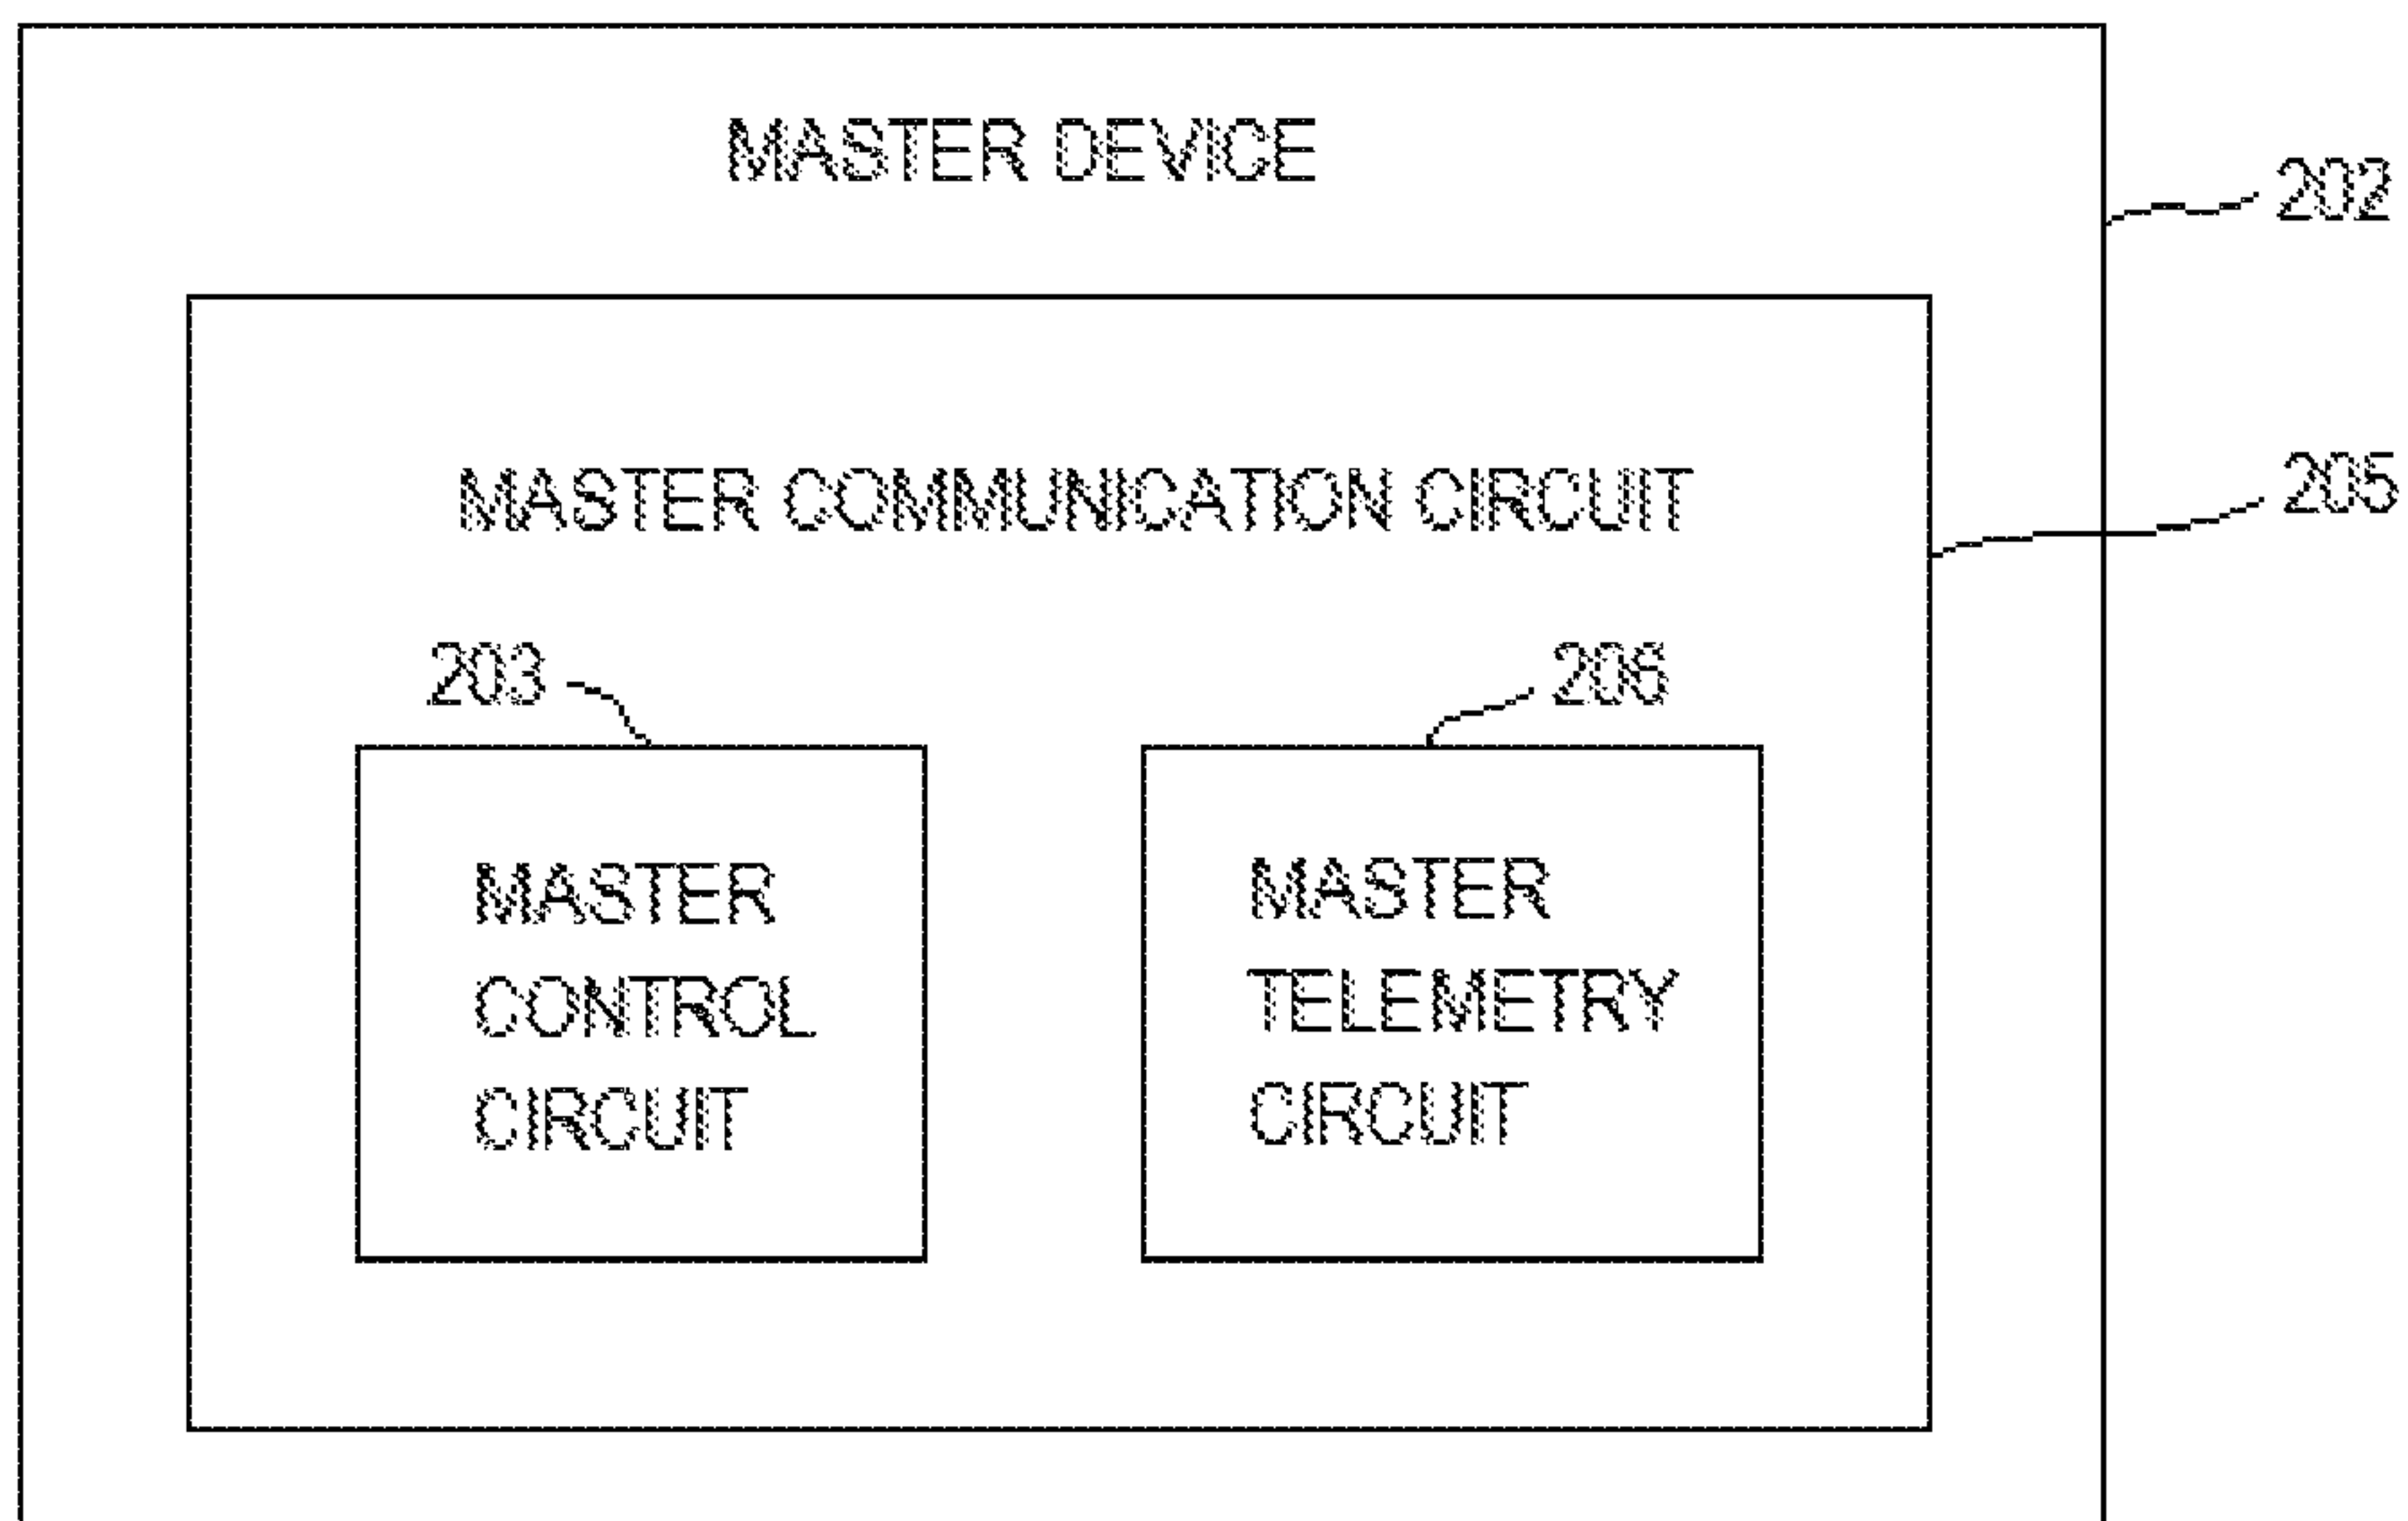 MASTER DEVICE
202
MASTER COMMUNICATION CIRCUIT
205
203
206
MASTER
CONTROL
CIRCUIT
MASTER
TELEMETRY
CIRCUIT